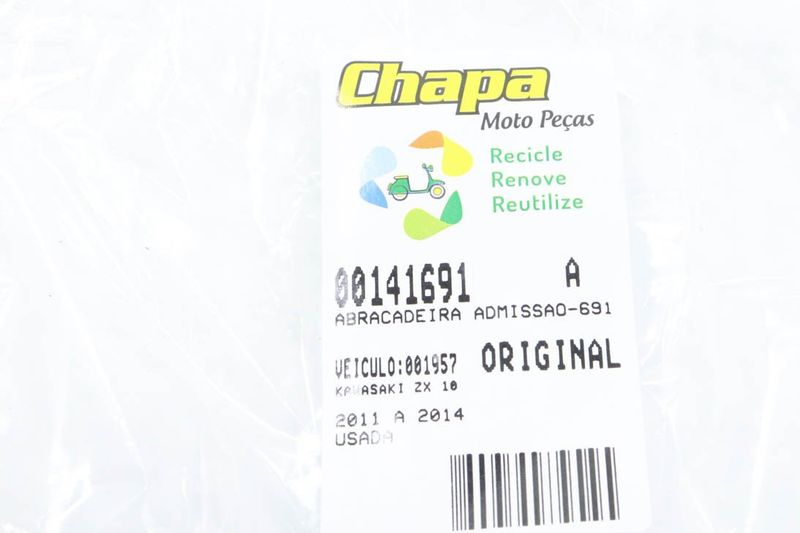 Chapa
Moto Peças
Recicle
Renove
Reutilize
00141691 A
ABRACADEIRA ADMISSAO-691
VEICULO:001957 ORIGINAL
KAWASAKI ZX 10
2011 A 2014
USADA